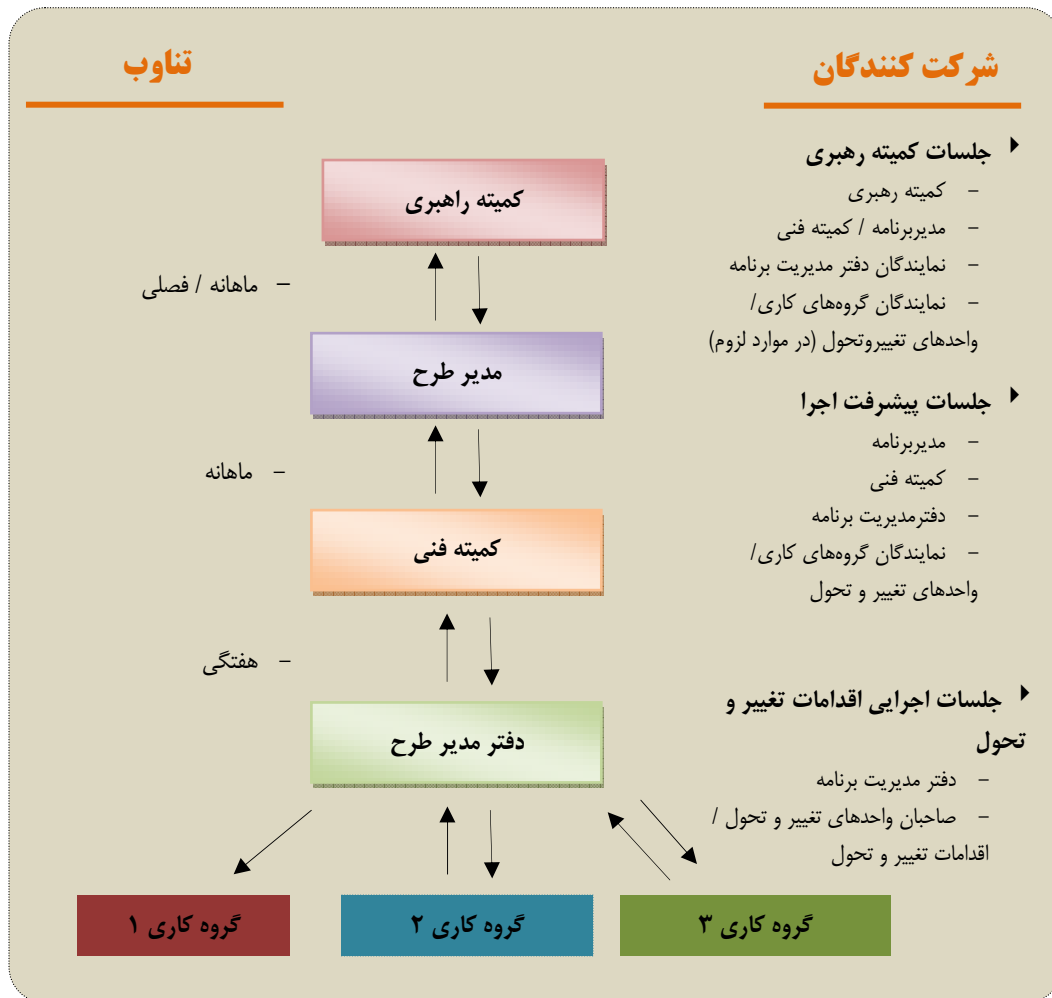 شرکت کنندگان
جلسات کمیته رهبری
– کمیته رهبری
– مدیربرنامه / کمیته فنی
– نمایندگان دفتر مدیریت برنامه
– نمایندگان گروه‌های کاری/
واحدهای تغییروتحول (در موارد لزوم)
جلسات پیشرفت اجرا
– مدیربرنامه
– کمیته فنی
– دفترمدیریت برنامه
– نمایندگان گروه‌های کاری/
واحدهای تغییر و تحول
جلسات اجرایی اقدامات تغییر و
تحول
– دفتر مدیریت برنامه
– صاحبان واحدهای تغییر و تحول /
اقدامات تغییر و تحول
کمیته راهبری
مدیر طرح
کمیته فنی
دفتر مدیر طرح
گروه کاری ۳
گروه کاری ۲
گروه کاری ۱
تناوب
– ماهانه / فصلی
– ماهانه
– هفتگی